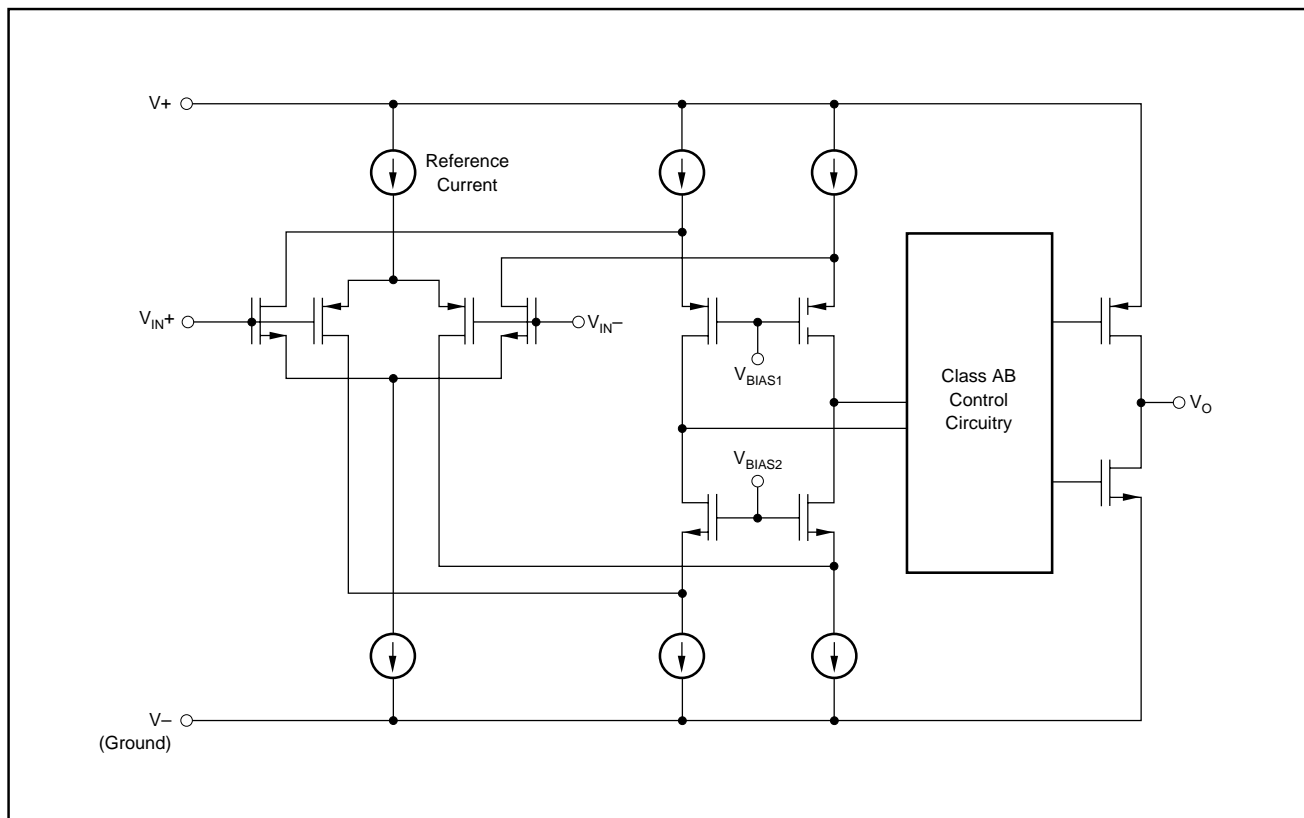 V+
Reference
Current
V_IN+
V_IN–
V_BIAS1
Class AB
Control
Circuitry
V_O
V_BIAS2
V–
(Ground)